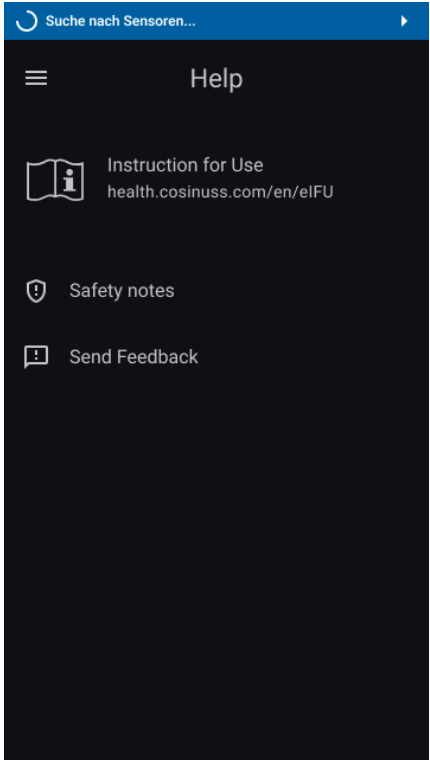 Suche nach Sensoren...
Help
Instruction for Use
health.cosinuss.com/en/eIFU
Safety notes
Send Feedback